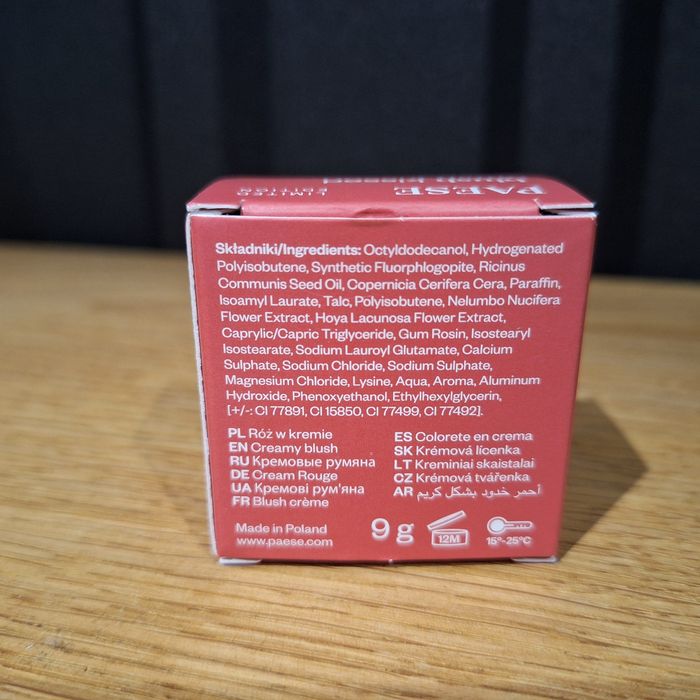 LIMITED
EDITION
PAESE
blush kissed
Składniki/Ingredients: Octyldodecanol, Hydrogenated
Polyisobutene, Synthetic Fluorphlogopite, Ricinus
Communis Seed Oil, Copernicia Cerifera Cera, Paraffin,
Isoamyl Laurate, Talc, Polyisobutene, Nelumbo Nucifera
Flower Extract, Hoya Lacunosa Flower Extract,
Caprylic/Capric Triglyceride, Gum Rosin, Isostearyl
Isostearate, Sodium Lauroyl Glutamate, Calcium
Sulphate, Sodium Chloride, Sodium Sulphate,
Magnesium Chloride, Lysine, Aqua, Aroma, Aluminum
Hydroxide, Phenoxyethanol, Ethylhexylglycerin,
[+/-: CI 77891, CI 15850, CI 77499, CI 77492].
PL Róż w kremie
EN Creamy blush
RU Кремовые румяна
DE Cream Rouge
UA Кремові рум'яна
FR Blush crème
ES Colorete en crema
SK Krémová lícenka
LT Kreminiai skaistalai
CZ Krémová tvářenka
AR أحمر خدود بشكل كريم
Made in Poland
www.paese.com
9 g
12M
15°-25°C